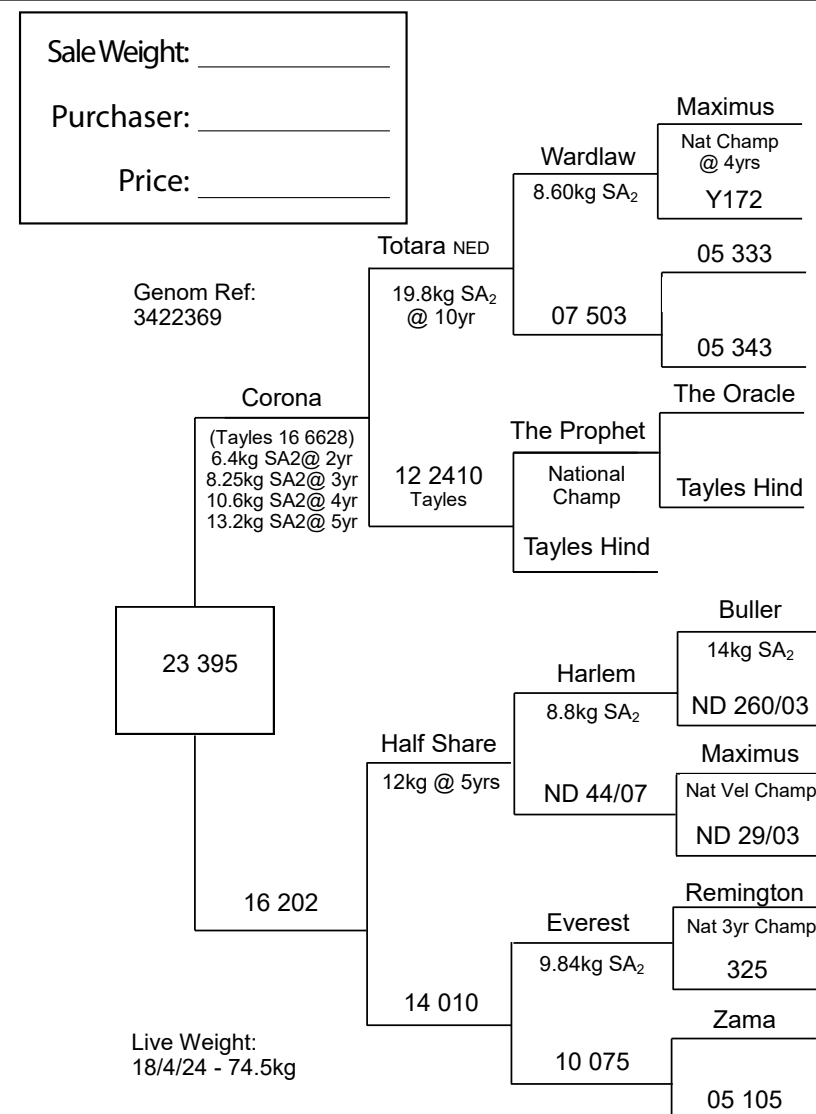 Sale Weight:
Purchaser:
Price:
Genom Ref:
3422369
Maximus
Nat Champ
@ 4yrs
Y172
Wardlaw
8.60kg SA₂
05 333
07 503
05 343
Totara NED
19.8kg SA₂
@ 10yr
The Oracle
The Prophet
National
Champ
Tayles Hind
Tayles Hind
12 2410
Tayles
Corona
(Tayles 16 6628)
6.4kg SA2@ 2yr
8.25kg SA2@ 3yr
10.6kg SA2@ 4yr
13.2kg SA2@ 5yr
23 395
Buller
14kg SA₂
ND 260/03
Harlem
8.8kg SA₂
Maximus
Nat Vel Champ
ND 29/03
ND 44/07
Half Share
12kg @ 5yrs
16 202
Remington
Nat 3yr Champ
325
Everest
9.84kg SA₂
Zama
10 075
05 105
14 010
Live Weight:
18/4/24 - 74.5kg